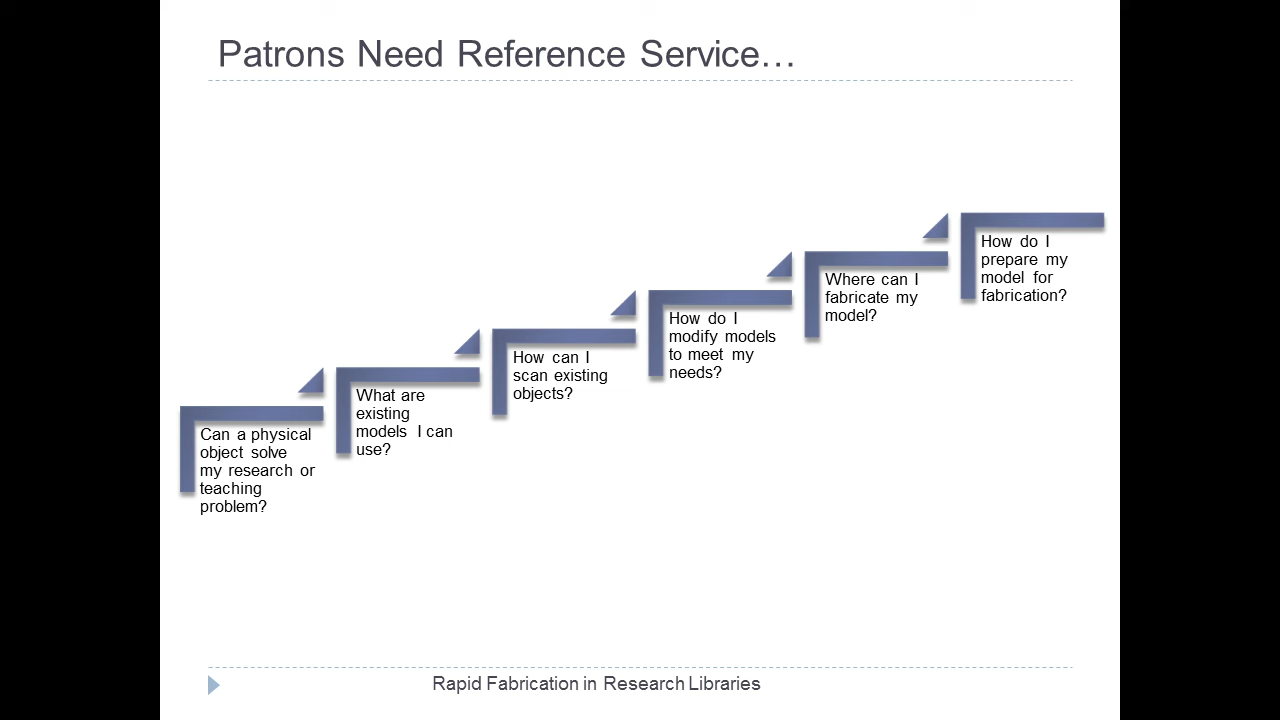 Patrons Need Reference Service…
Can a physical
object solve
my research or
teaching
problem?
What are
existing
models I can
use?
How can I
scan existing
objects?
How do I
modify models
to meet my
needs?
Where can I
fabricate my
model?
How do I
prepare my
model for
fabrication?
Rapid Fabrication in Research Libraries